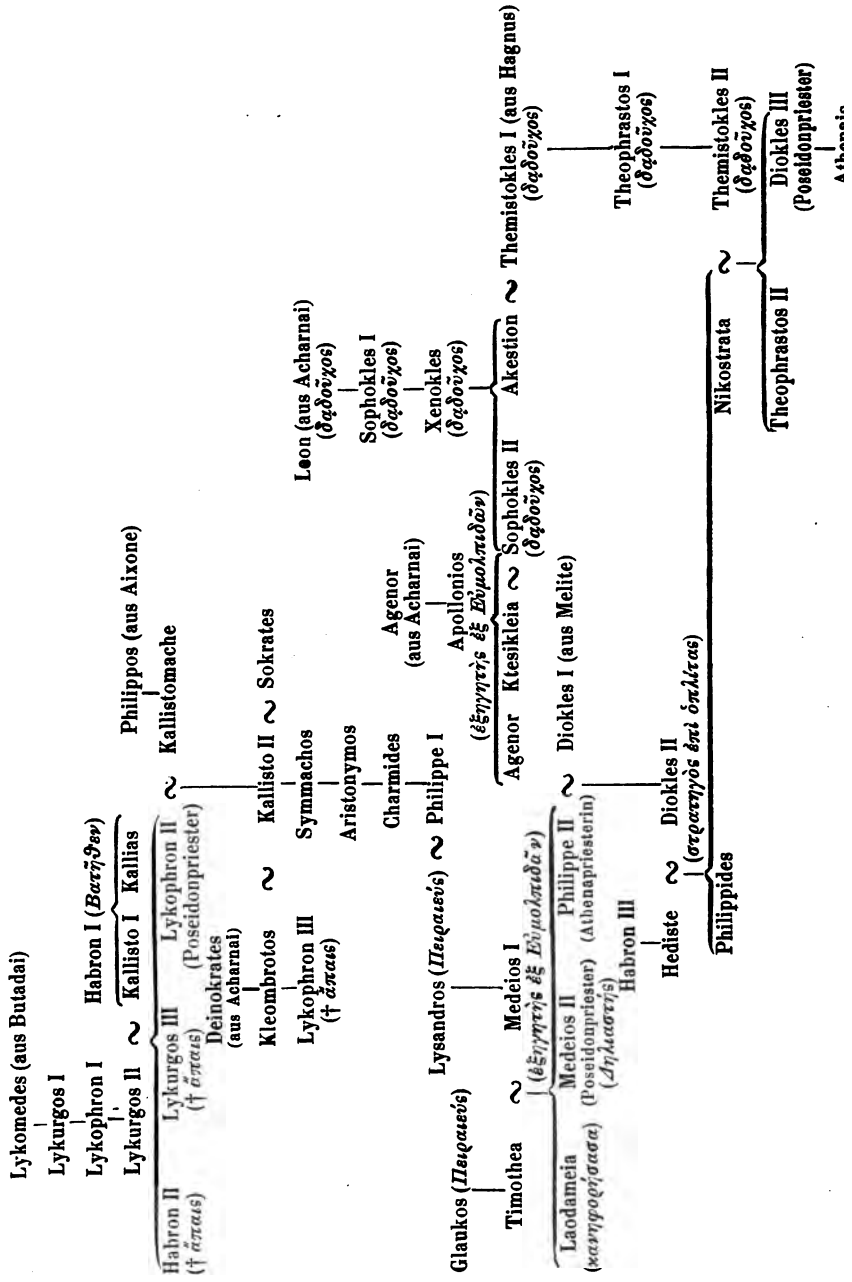 Lykomedes (aus Butadai)
Lykurgos I
Lykophron I
Lykurgos II
∾
Habron I (Βατῆθεν)
Kallisto I Kallias
Philippos (aus Aixone)
Kallistomache
Habron II
(† ἄπαις)
Lykurgos III
(† ἄπαις)
Lykophron II
(Poseidonpriester)
∾
Deinokrates
(aus Acharnai)
Kleombrotos
∾
Kallisto II ∾ Sokrates
Lykophron III
(† ἄπαις)
Symmachos
Aristonymos
Charmides
Lysandros (Πειραιεύς)
∾
Philippe I
Glaukos (Πειραιεύς)
Timothea
∾
Medeios I
(ἐξηγητὴς ἐξ Εὐμολπιδᾶν)
Agenor
(aus Acharnai)
Apollonios
(ἐξηγητὴς ἐξ Εὐμολπιδᾶν)
Agenor Ktesikleia ∾
Leon (aus Acharnai)
(δᾳδοῦχος)
Sophokles I
(δᾳδοῦχος)
Xenokles
(δᾳδοῦχος)
Sophokles II
(δᾳδοῦχος)
Akestion
∾
Themistokles I (aus Hagnus)
(δᾳδοῦχος)
Theophrastos I
(δᾳδοῦχος)
Themistokles II
(δᾳδοῦχος)
Laodameia
(κανηφορήσασα)
Medeios II
(Poseidonpriester)
(Δηλιαστής)
Philippe II
(Athenapriesterin)
∾
Diokles I (aus Melite)
Habron III
Hediste
∾
Diokles II
(στρατηγὸς ἐπὶ ὁπλίτας)
Philippides
Nikostrata
∾
Theophrastos II
Diokles III
(Poseidonpriester)
Athenais